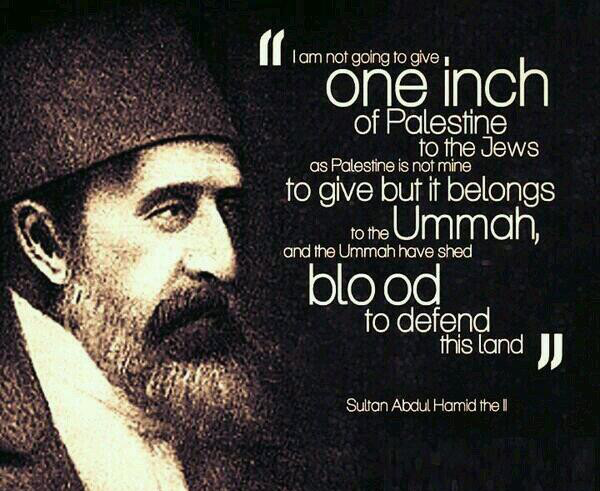 “ I am not going to give
one inch
of Palestine
to the Jews
as Palestine is not mine
to give but it belongs
to the Ummah,
and the Ummah have shed
blo od
to defend
this land ”
Sultan Abdul Hamid the II